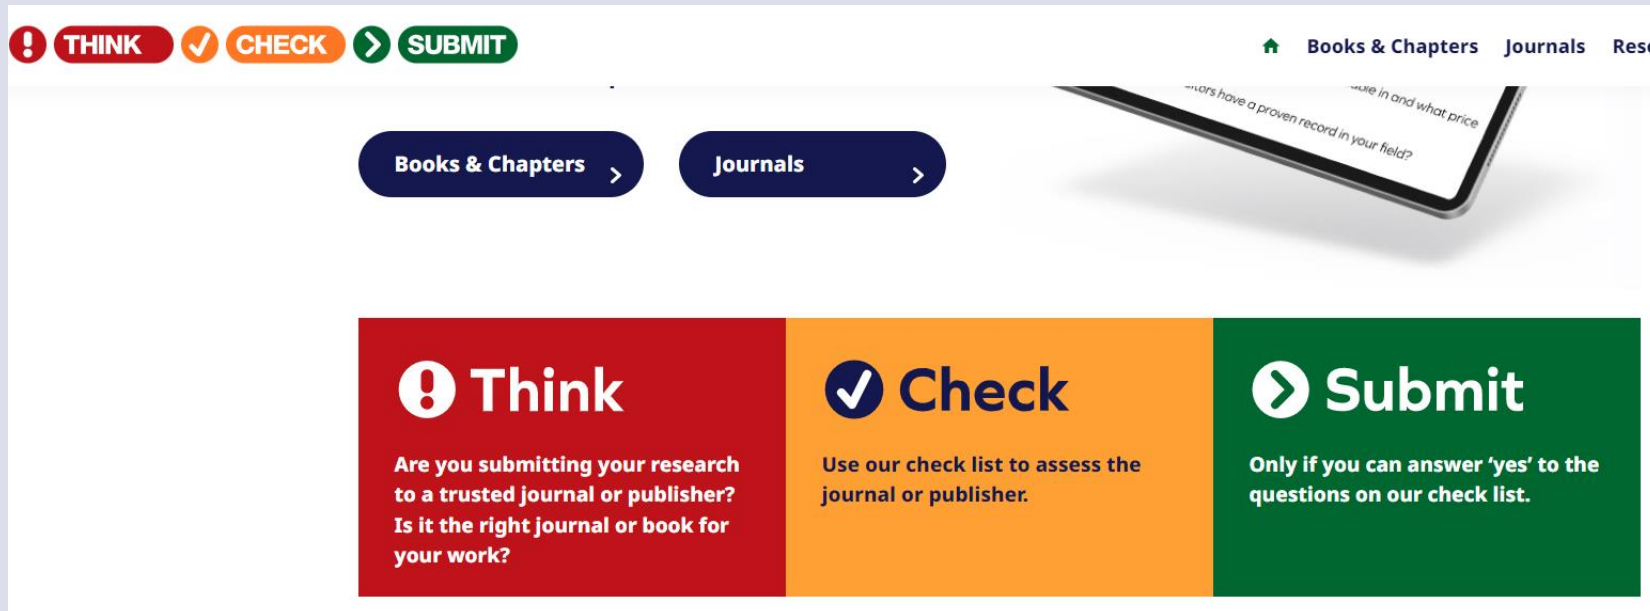 THINK CHECK SUBMIT
Books & Chapters Journals
able in and what price
itors have a proven record in your field?
Books & Chapters
Journals
Think
Are you submitting your research
to a trusted journal or publisher?
Is it the right journal or book for
your work?
Check
Use our check list to assess the
journal or publisher.
Submit
Only if you can answer ‘yes’ to the
questions on our check list.